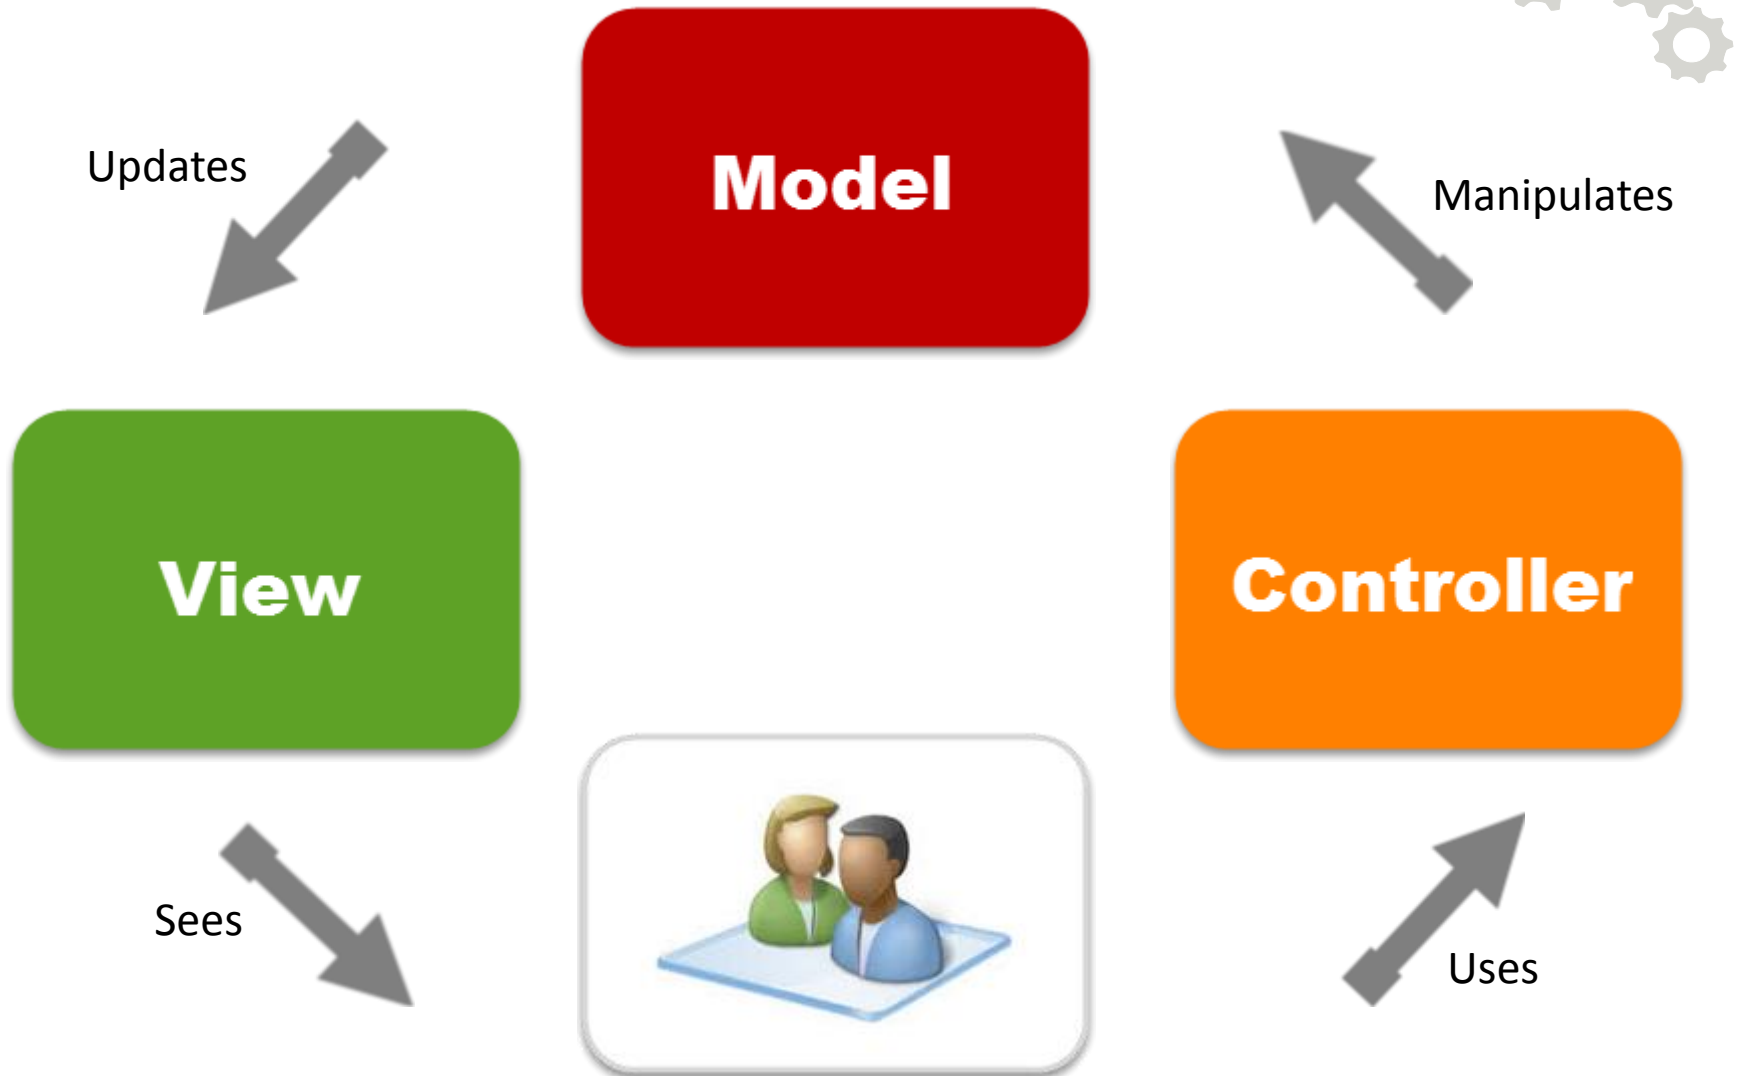 Model
Updates
Manipulates
View
Controller
Sees
Uses